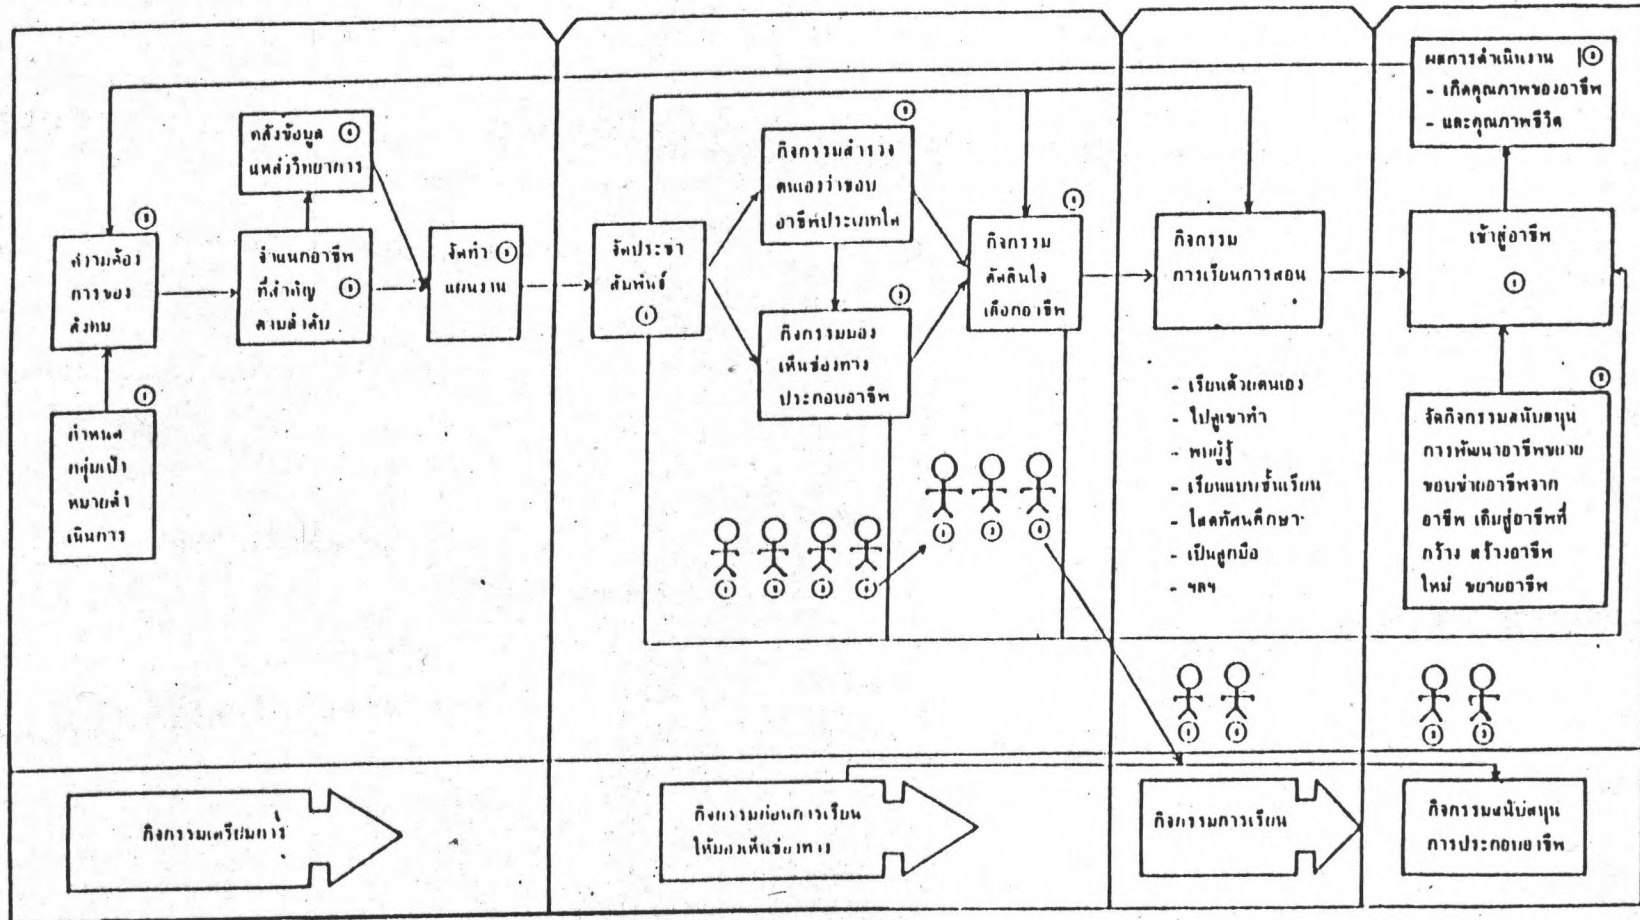 กำหนด
กลุ่มเป้า
หมายดำ
เนินการ
ความต้อง
การของ
สังคม
จำแนกอาชีพ
ที่สำคัญ
ตามลำดับ
คลังข้อมูล
แหล่งวิทยาการ
จัดทำ
แผนงาน
จัดประชา
สัมพันธ์
กิจกรรมสำรวจ
ตนเองว่าชอบ
อาชีพประเภทใด
กิจกรรมมอง
เห็นช่องทาง
ประกอบอาชีพ
กิจกรรม
ตัดสินใจ
เลือกอาชีพ
กิจกรรม
การเรียนการสอน
- เรียนด้วยตนเอง
- ไปดูเขาทำ
- พบผู้รู้
- เรียนแบบชั้นเรียน
- โสตทัศนศึกษา
- เป็นลูกมือ
- ฯลฯ
ผลการดำเนินงาน
- เกิดคุณภาพของอาชีพ
- และคุณภาพชีวิต
เข้าสู่อาชีพ
จัดกิจกรรมสนับสนุน
การพัฒนาอาชีพขยาย
ขอบข่ายอาชีพจาก
อาชีพ เดิมสู่อาชีพที่
กว้าง สร้างอาชีพ
ใหม่ ขยายอาชีพ
กิจกรรมเตรียมการ
กิจกรรมก่อนการเรียน
ให้มองเห็นช่องทาง
กิจกรรมการเรียน
กิจกรรมสนับสนุน
การประกอบอาชีพ